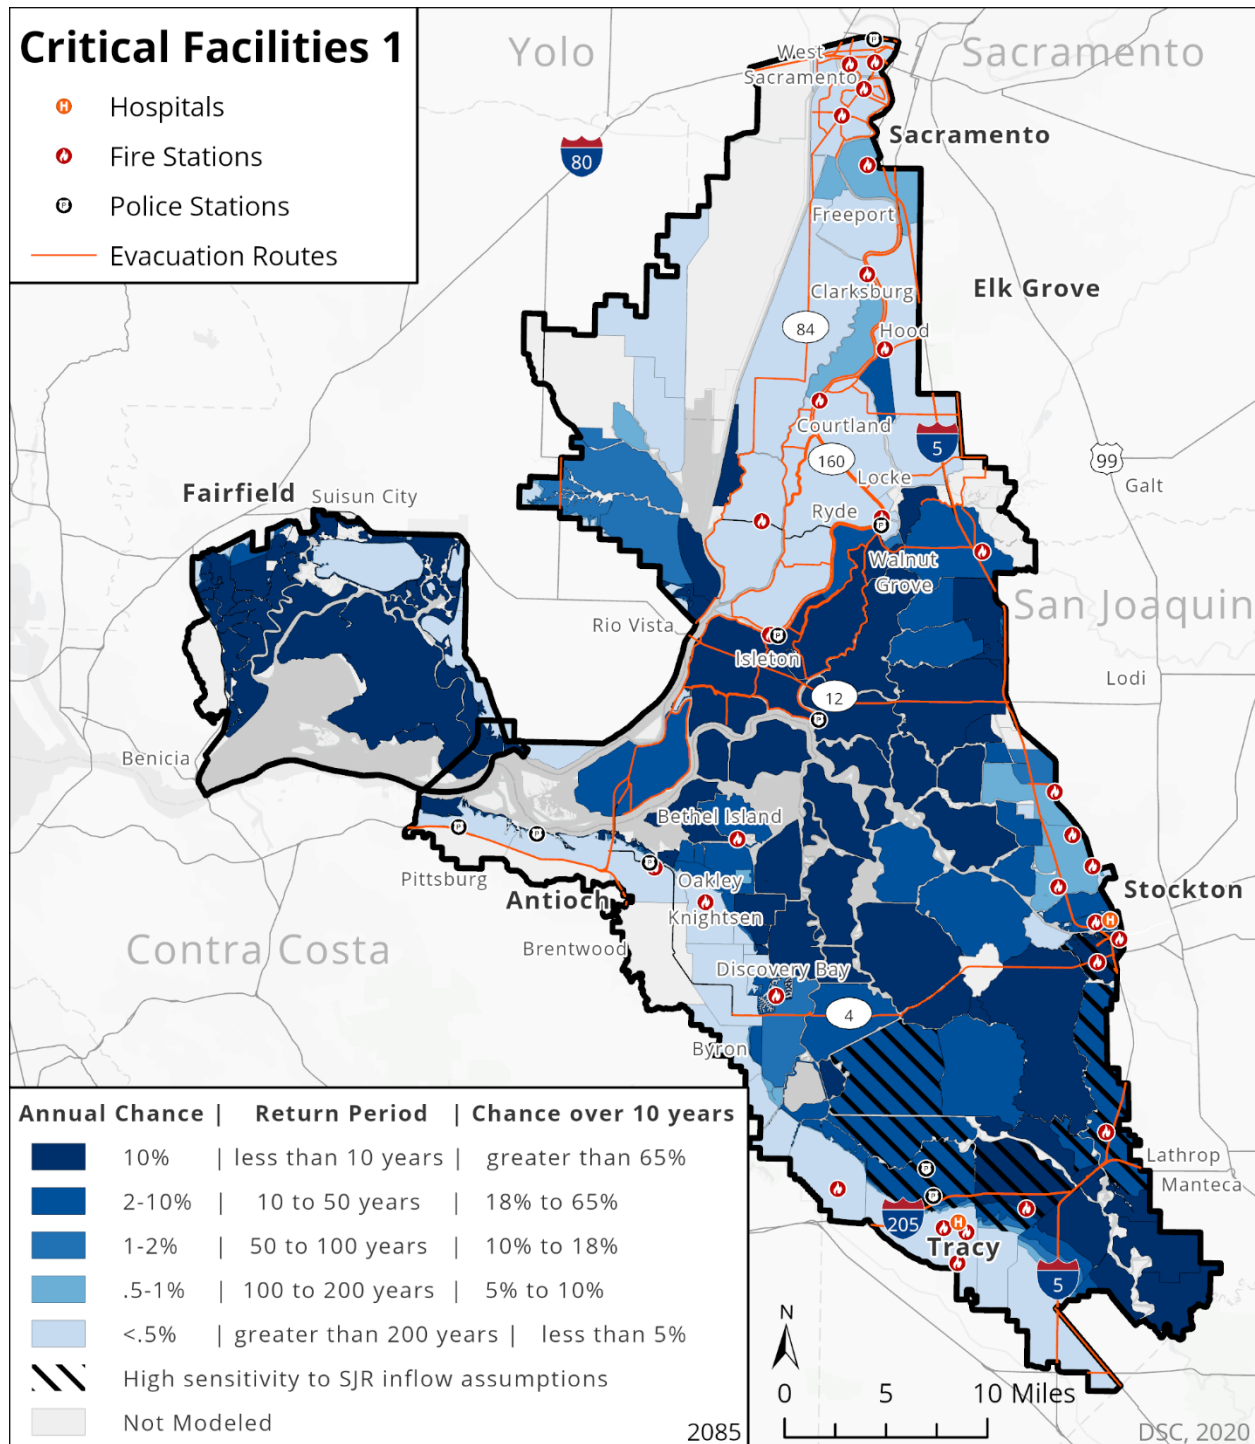 Critical Facilities 1
H Hospitals
Fire Stations
P Police Stations
Evacuation Routes
Yolo
Sacramento
West
Sacramento
80
Sacramento
Freeport
Clarksburg
Elk Grove
Hood
84
Courtland
5
160
99
Locke
Galt
Fairfield
Suisun City
Ryde
Walnut
Grove
San Joaquin
Rio Vista
Isleton
Lodi
12
Benicia
Bethel Island
Pittsburg
Oakley
Antioch
Stockton
Knightsen
Brentwood
Contra Costa
Discovery Bay
4
Byron
Annual Chance | Return Period | Chance over 10 years
10% | less than 10 years | greater than 65%
2-10% | 10 to 50 years | 18% to 65%
1-2% | 50 to 100 years | 10% to 18%
.5-1% | 100 to 200 years | 5% to 10%
<.5% | greater than 200 years | less than 5%
High sensitivity to SJR inflow assumptions
Not Modeled
Lathrop
Manteca
205
Tracy
5
N
0 5 10 Miles
2085
DSC, 2020